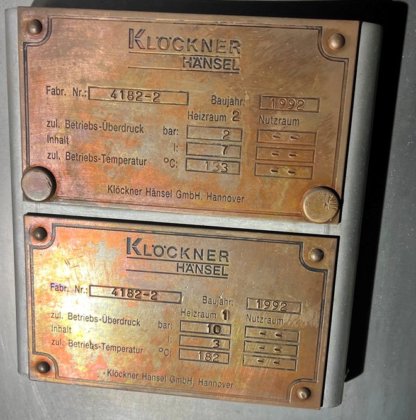 KLÖCKNER
HÄNSEL
Fabr. Nr.: 4182-2 Baujahr: 1992
Heizraum 2 Nutzraum
zul. Betriebs-Überdruck bar: 2 --
Inhalt l: 7 --
zul. Betriebs-Temperatur °C: 133 --
Klöckner Hänsel GmbH, Hannover
KLÖCKNER
HÄNSEL
Fabr. Nr.: 4182-2 Baujahr: 1992
Heizraum 1 Nutzraum
zul. Betriebs-Überdruck bar: 10 --
Inhalt l: 3 --
zul. Betriebs-Temperatur °C: 182 --
Klöckner Hänsel GmbH, Hannover